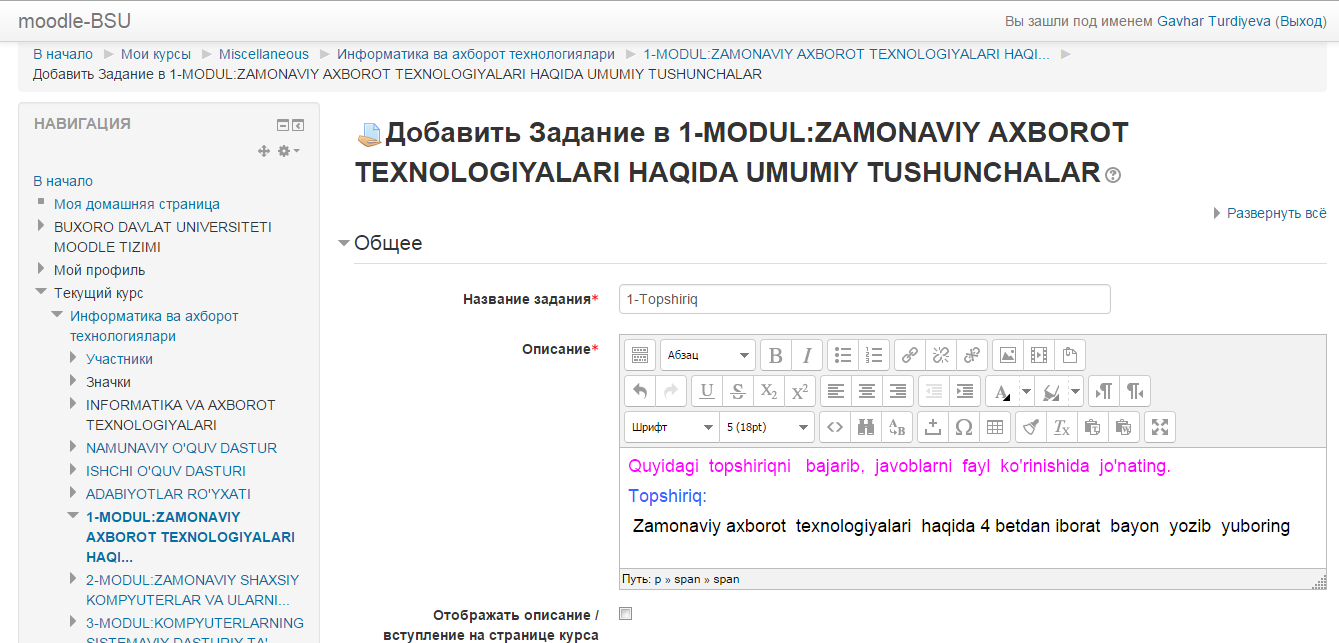 moodle-BSU
Вы зашли под именем Gavhar Turdiyeva (Выход)
В начало Мои курсы Miscellaneous Информатика ва ахборот технологиялари 1-MODUL:ZAMONAVIY AXBOROT TEXNOLOGIYALARI HAQI...
Добавить Задание в 1-MODUL:ZAMONAVIY AXBOROT TEXNOLOGIYALARI HAQIDA UMUMIY TUSHUNCHALAR
НАВИГАЦИЯ
В начало
Моя домашняя страница
BUXORO DAVLAT UNIVERSITETI
MOODLE TIZIMI
Мой профиль
Текущий курс
Информатика ва ахборот
технологиялари
Участники
Значки
INFORMATIKA VA AXBOROT
TEXNOLOGIYALARI
NAMUNAVIY O'QUV DASTUR
ISHCHI O'QUV DASTURI
ADABIYOTLAR RO'YXATI
1-MODUL:ZAMONAVIY
AXBOROT TEXNOLOGIYALARI
HAQI...
2-MODUL:ZAMONAVIY SHAXSIY
KOMPYUTERLAR VA ULARNI...
3-MODUL:KOMPYUTERLARNING
SISTEMAVIY DASTURIY TA'
Добавить Задание в 1-MODUL:ZAMONAVIY AXBOROT
TEXNOLOGIYALARI HAQIDA UMUMIY TUSHUNCHALAR
Развернуть всё
Общее
Название задания* 1-Topshiriq
Описание*
Абзац
Шрифт 5 (18pt)
Quyidagi topshiriqni bajarib, javoblarni fayl ko'rinishida jo'nating.
Topshiriq:
Zamonaviy axborot texnologiyalari haqida 4 betdan iborat bayon yozib yuboring
Путь: p » span » span
Отображать описание /
вступление на странице курса